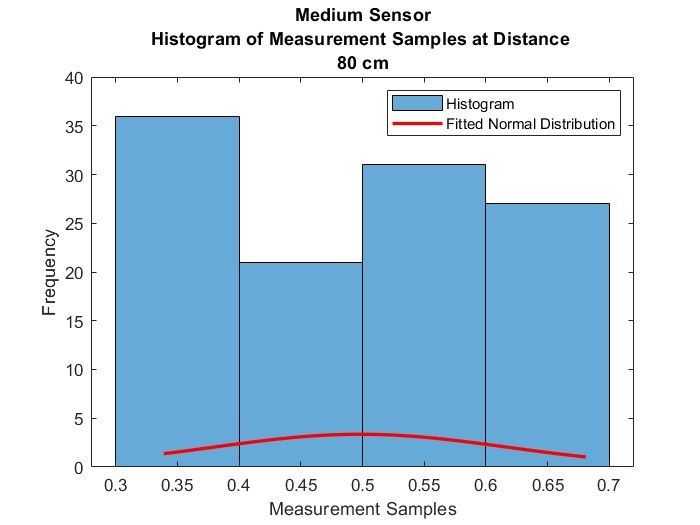 Medium Sensor
Histogram of Measurement Samples at Distance
80 cm
Histogram
Fitted Normal Distribution
Frequency
40
35
30
25
20
15
10
5
0
0.3 0.35 0.4 0.45 0.5 0.55 0.6 0.65 0.7
Measurement Samples